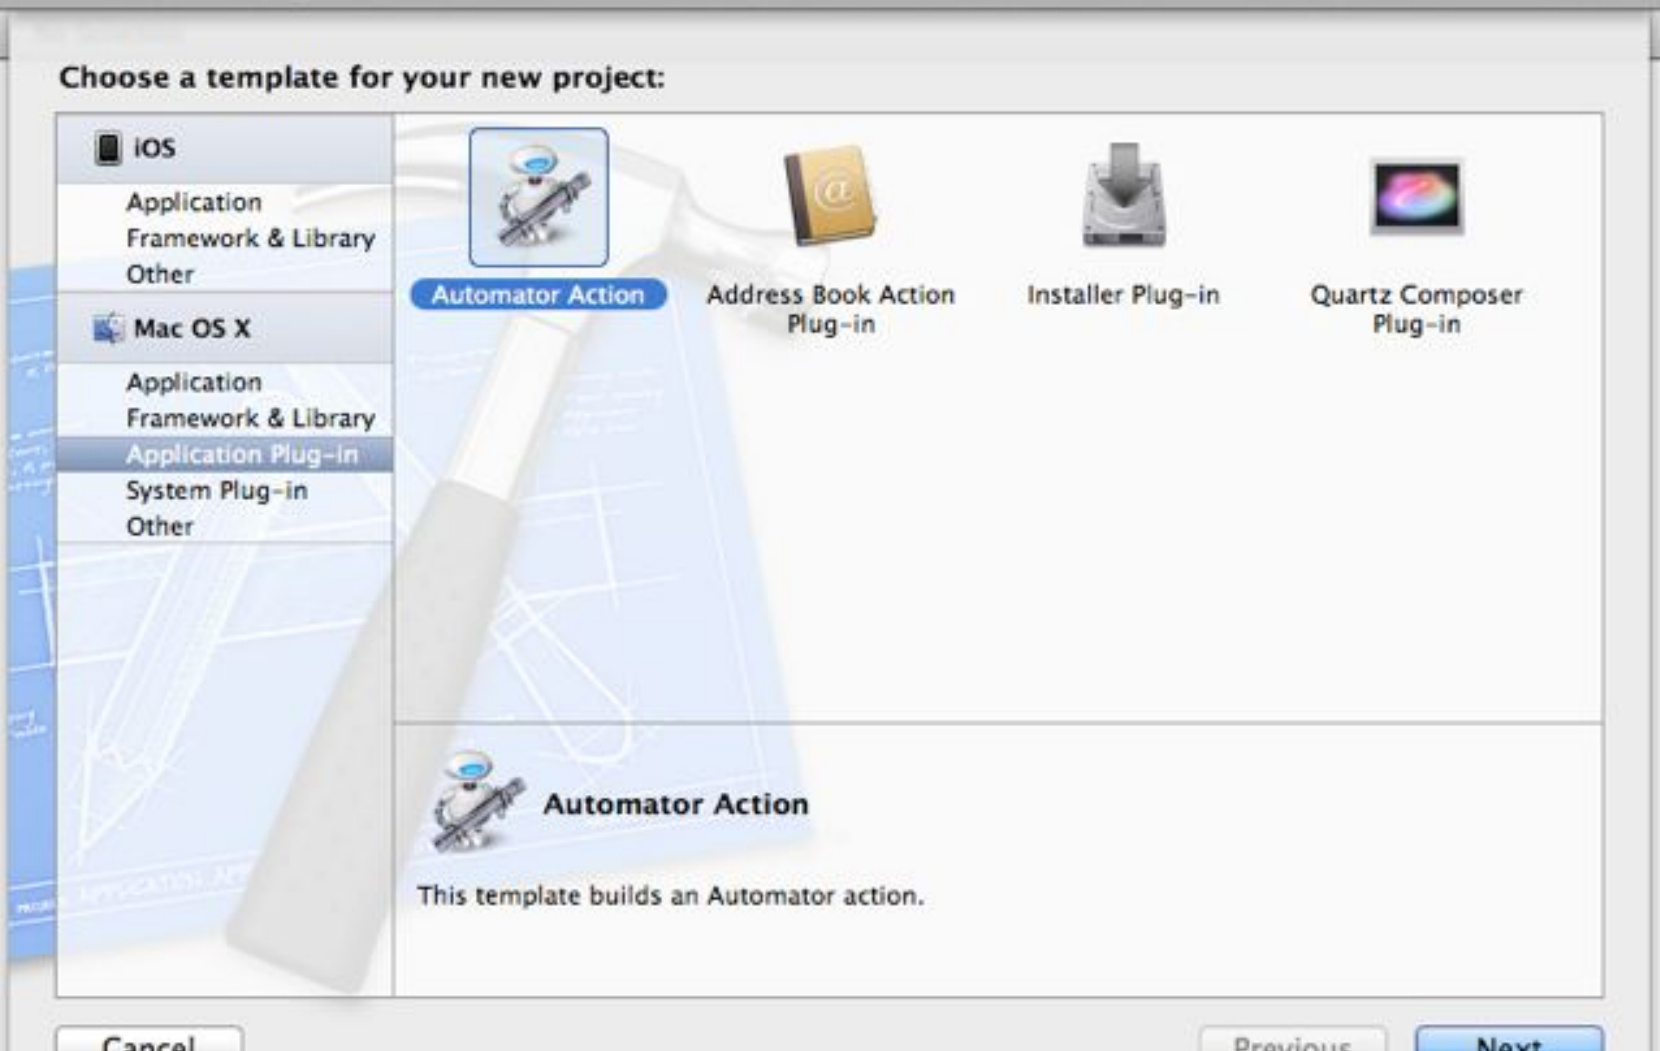 Choose a template for your new project:
iOS
Application
Framework & Library
Other
Mac OS X
Application
Framework & Library
Application Plug-in
System Plug-in
Other
Automator Action
Address Book Action
Plug-in
Installer Plug-in
Quartz Composer
Plug-in
Automator Action
This template builds an Automator action.
Cancel
Previous
Next